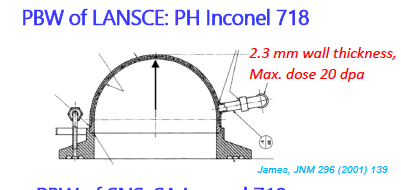 PBW of LANSCE: PH Inconel 718
2.3 mm wall thickness,
Max. dose 20 dpa
James, JNM 296 (2001) 139